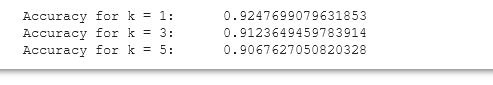 Accuracy for k = 1: 0.9247699079631853
Accuracy for k = 3: 0.9123649459783914
Accuracy for k = 5: 0.9067627050820328